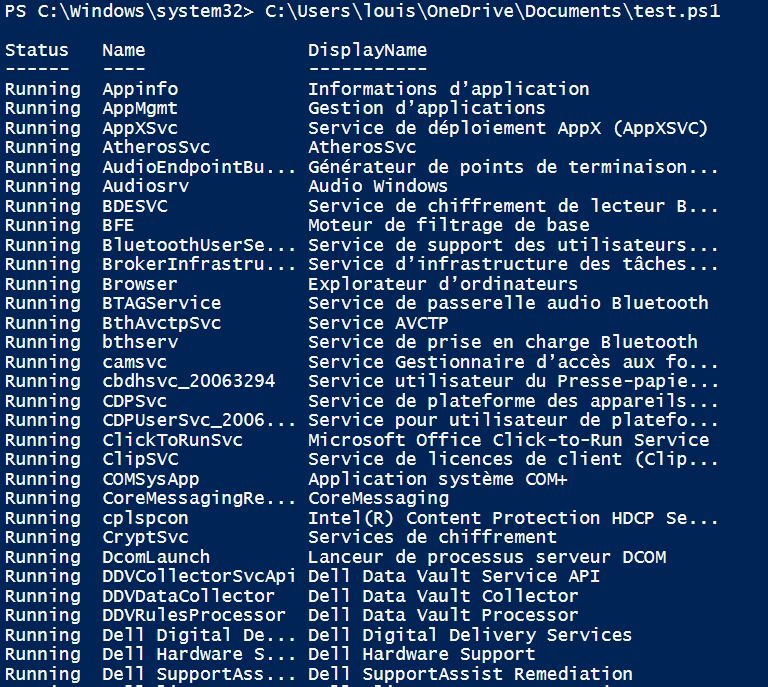 PS C:\Windows\system32> C:\Users\louis\OneDrive\Documents\test.ps1
Status Name DisplayName
------ ---- -----------
Running Appinfo Informations d’application
Running AppMgmt Gestion d’applications
Running AppXSvc Service de déploiement AppX (AppXSVC)
Running AtherosSvc AtherosSvc
Running AudioEndpointBu... Générateur de points de terminaison...
Running Audiosrv Audio Windows
Running BDESVC Service de chiffrement de lecteur B...
Running BFE Moteur de filtrage de base
Running BluetoothUserSe... Service de support des utilisateurs...
Running BrokerInfrastru... Service d’infrastructure des tâches...
Running Browser Explorateur d’ordinateurs
Running BTAGService Service de passerelle audio Bluetooth
Running BthAvctpSvc Service AVCTP
Running bthserv Service de prise en charge Bluetooth
Running camsvc Service Gestionnaire d’accès aux fo...
Running cbdhsvc_20063294 Service utilisateur du Presse-papie...
Running CDPSvc Service de plateforme des appareils...
Running CDPUserSvc_2006... Service pour utilisateur de platefo...
Running ClickToRunSvc Microsoft Office Click-to-Run Service
Running ClipSVC Service de licences de client (Clip...
Running COMSysApp Application système COM+
Running CoreMessagingRe... CoreMessaging
Running cplspcon Intel(R) Content Protection HDCP Se...
Running CryptSvc Services de chiffrement
Running DcomLaunch Lanceur de processus serveur DCOM
Running DDVCollectorSvcApi Dell Data Vault Service API
Running DDVDataCollector Dell Data Vault Collector
Running DDVRulesProcessor Dell Data Vault Processor
Running Dell Digital De... Dell Digital Delivery Services
Running Dell Hardware S... Dell Hardware Support
Running Dell SupportAss... Dell SupportAssist Remediation